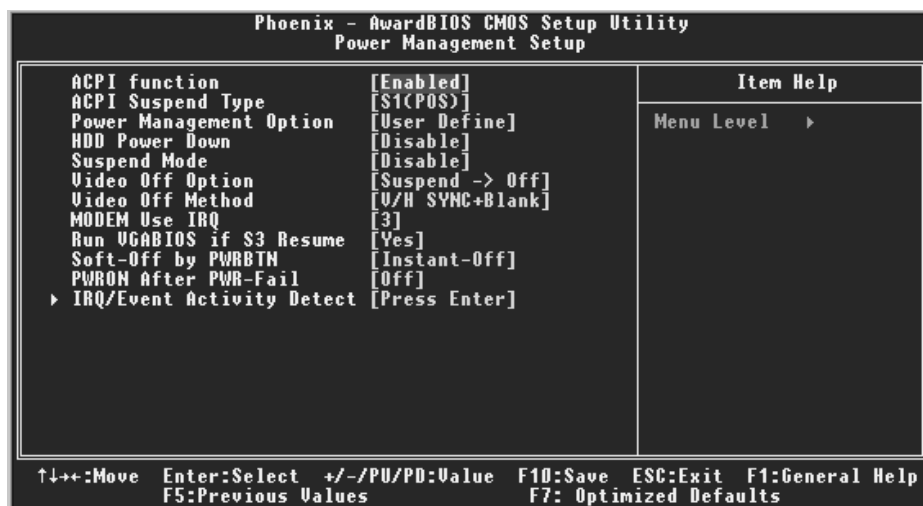 Phoenix - AwardBIOS CMOS Setup Utility
Power Management Setup
ACPI function [Enabled]
ACPI Suspend Type [S1(POS)]
Power Management Option [User Define]
HDD Power Down [Disable]
Suspend Mode [Disable]
Video Off Option [Suspend -> Off]
Video Off Method [V/H SYNC+Blank]
MODEM Use IRQ [3]
Run VGABIOS if S3 Resume [Yes]
Soft-Off by PWRBTN [Instant-Off]
PWRON After PWR-Fail [Off]
▶ IRQ/Event Activity Detect [Press Enter]
Item Help
Menu Level ▶
↑↓→←:Move Enter:Select +/-/PU/PD:Value F10:Save ESC:Exit F1:General Help
F5:Previous Values F7: Optimized Defaults